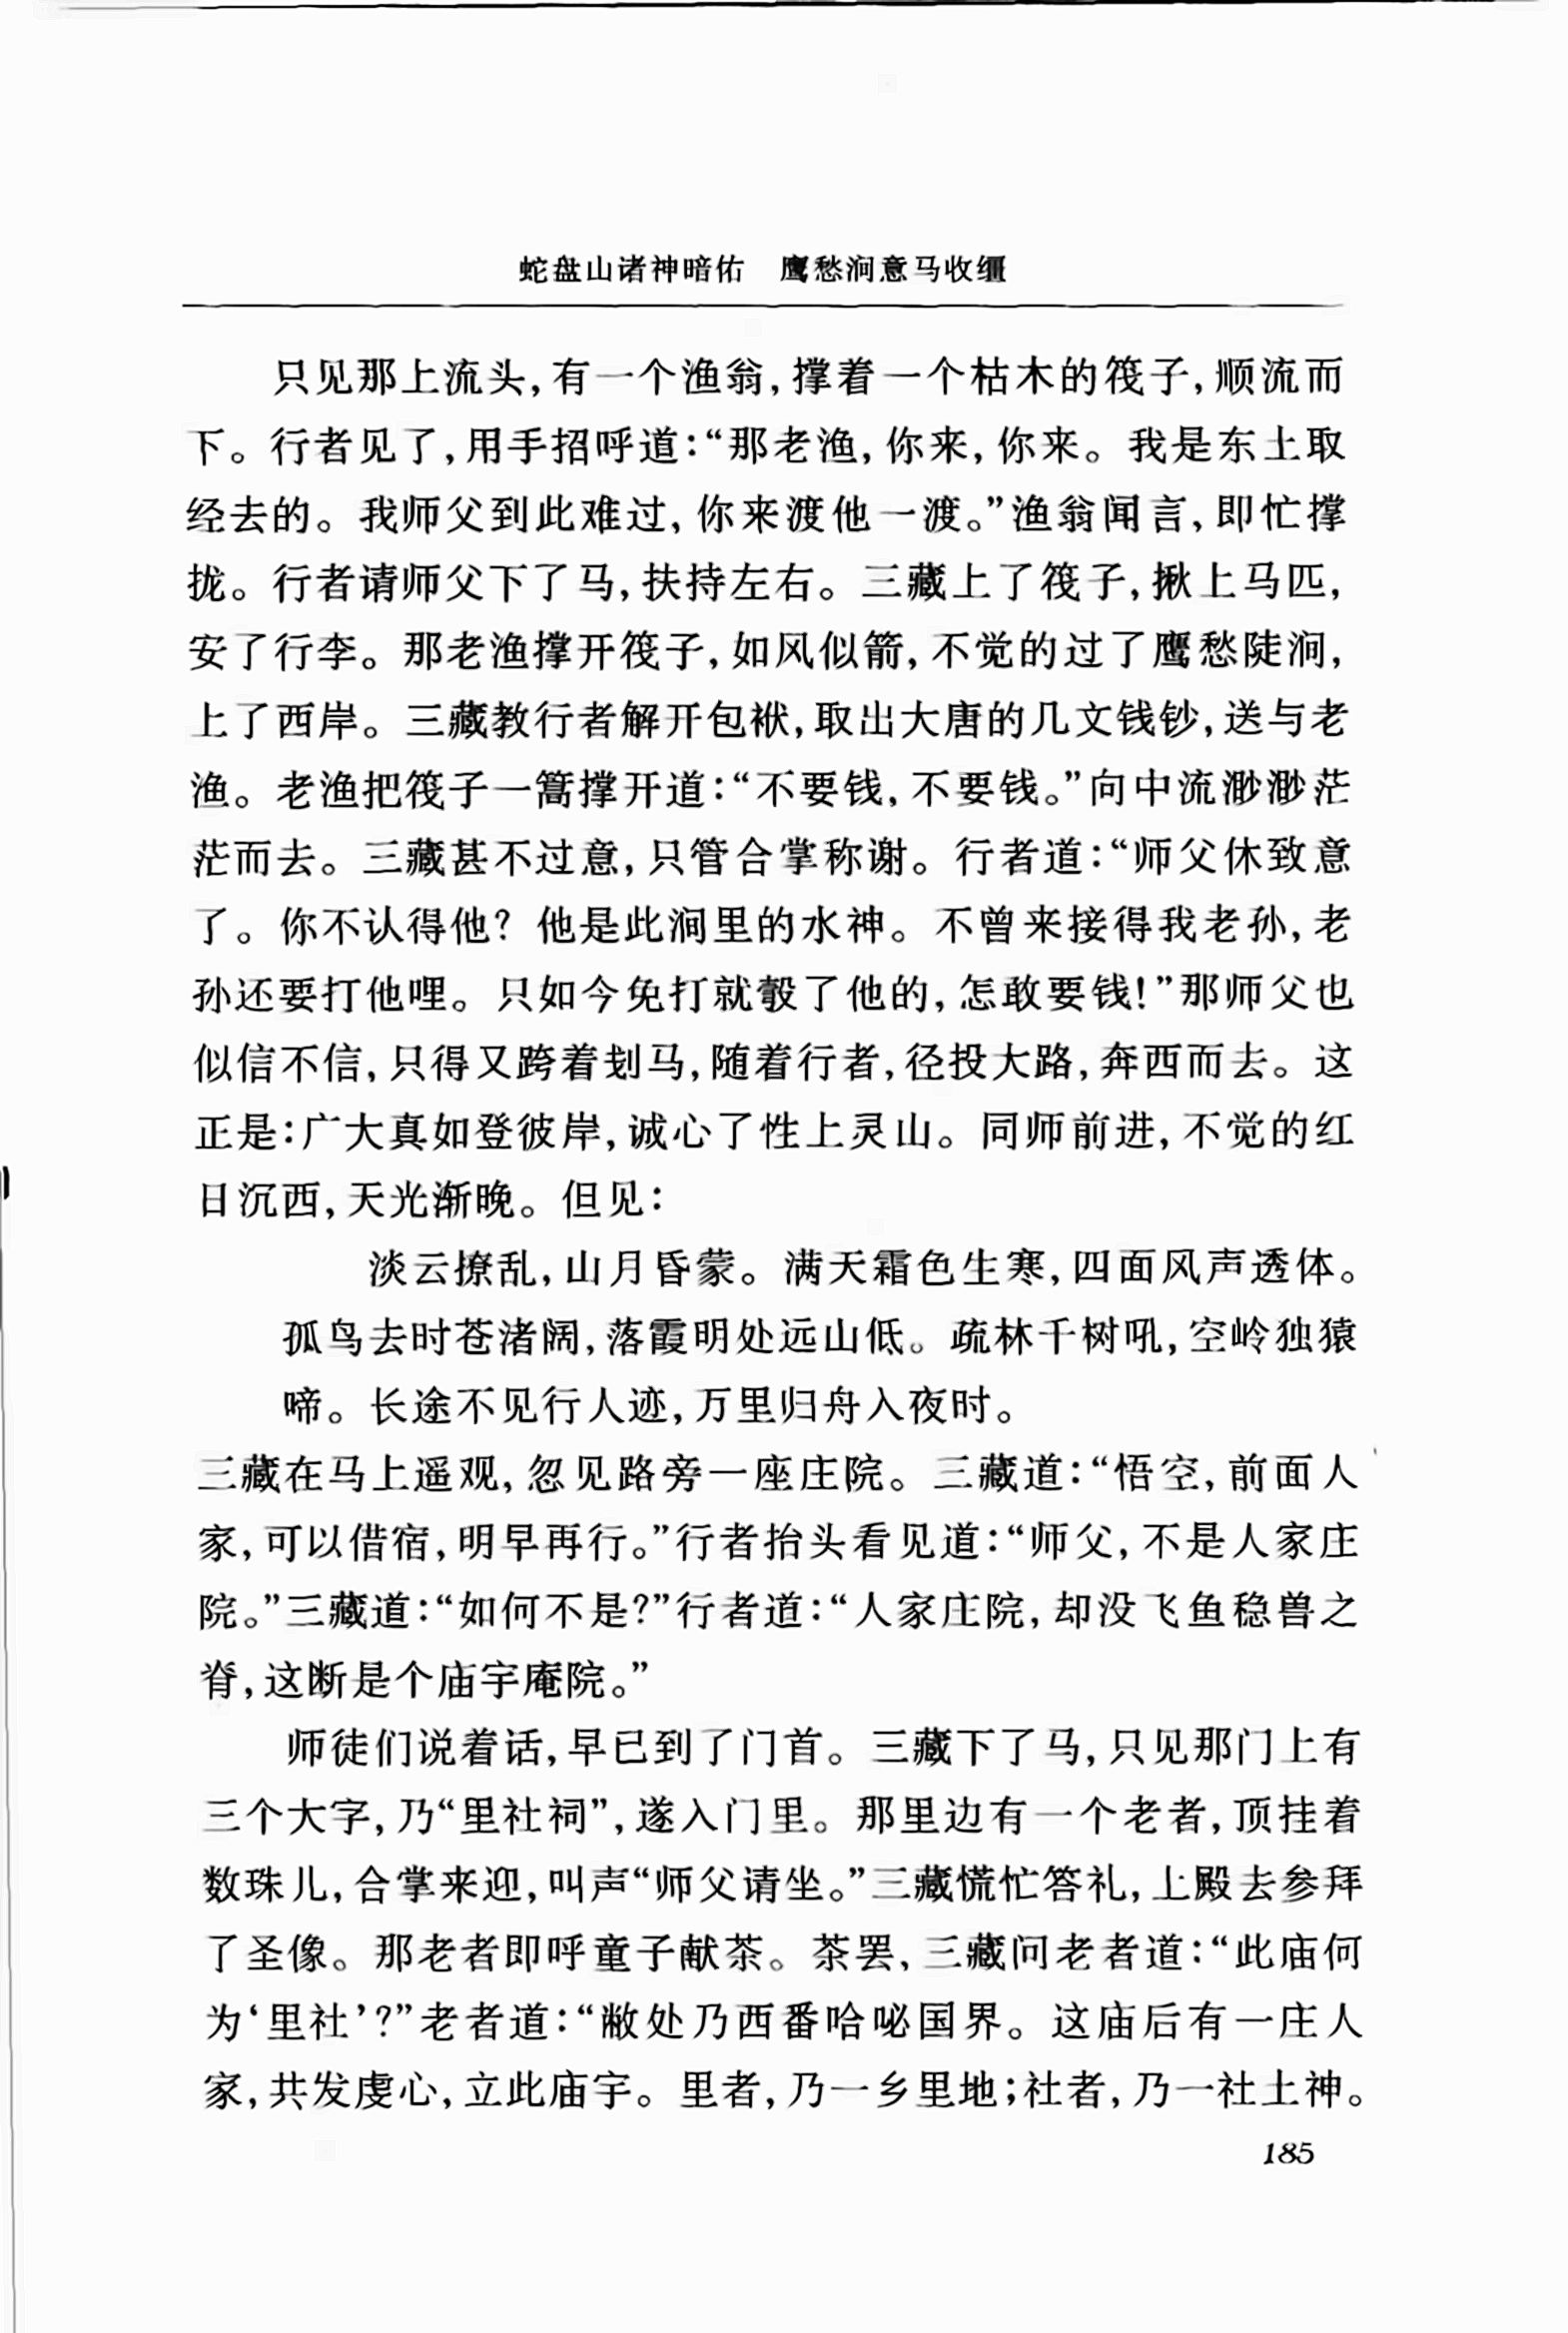 蛇盘山诸神暗佑　鹰愁涧意马收缰
只见那上流头,有一个渔翁,撑着一个枯木的筏子,顺流而
下。行者见了,用手招呼道:“那老渔,你来,你来。我是东土取
经去的。我师父到此难过,你来渡他一渡。”渔翁闻言,即忙撑
拢。行者请师父下了马,扶持左右。三藏上了筏子,揪上马匹,
安了行李。那老渔撑开筏子,如风似箭,不觉的过了鹰愁陡涧,
上了西岸。三藏教行者解开包袱,取出大唐的几文钱钞,送与老
渔。老渔把筏子一篙撑开道:“不要钱,不要钱。”向中流渺渺茫
茫而去。三藏甚不过意,只管合掌称谢。行者道:“师父休致意
了。你不认得他?他是此涧里的水神。不曾来接得我老孙,老
孙还要打他哩。只如今免打就彀了他的,怎敢要钱!”那师父也
似信不信,只得又跨着刬马,随着行者,径投大路,奔西而去。这
正是:广大真如登彼岸,诚心了性上灵山。同师前进,不觉的红
日沉西,天光渐晚。但见:
淡云撩乱,山月昏蒙。满天霜色生寒,四面风声透体。
孤鸟去时苍渚阔,落霞明处远山低。疏林千树吼,空岭独猿
啼。长途不见行人迹,万里归舟入夜时。
三藏在马上遥观,忽见路旁一座庄院。三藏道:“悟空,前面人
家,可以借宿,明早再行。”行者抬头看见道:“师父,不是人家庄
院。”三藏道:“如何不是?”行者道:“人家庄院,却没飞鱼稳兽之
脊,这断是个庙宇庵院。”
师徒们说着话,早已到了门首。三藏下了马,只见那门上有
三个大字,乃“里社祠”,遂入门里。那里边有一个老者,顶挂着
数珠儿,合掌来迎,叫声“师父请坐。”三藏慌忙答礼,上殿去参拜
了圣像。那老者即呼童子献茶。茶罢,三藏问老者道:“此庙何
为‘里社’?”老者道:“敝处乃西番哈咇国界。这庙后有一庄人
家,共发虔心,立此庙宇。里者,乃一乡里地;社者,乃一社土神。
185